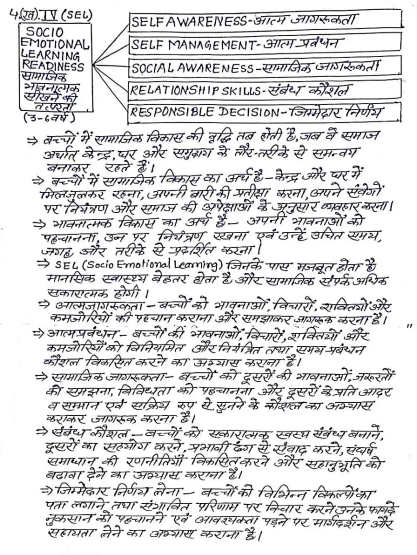 4.(ख). IV (SEL)
SOCIO
EMOTIONAL
LEARNING
READINESS
सामाजिक
भावनात्मक
सीखने की
तत्परता
(3-6वर्ष)
SELF AWARENESS-आत्म जागरूकता
SELF MANAGEMENT-आत्म प्रबंधन
SOCIAL AWARENESS-सामाजिक जागरूकता
RELATIONSHIP SKILLS-संबंध कौशल
RESPONSIBLE DECISION-जिम्मेदार निर्णय
⇒ बच्चों में सामाजिक विकास की वृद्धि तब होती है, जब वे समाज
अर्थात केन्द्र, घर और समुदाय के तौर-तरीके से समन्वय
बनाकर रहते हैं।
⇒ बच्चों में सामाजिक विकास का अर्थ है - केन्द्र और घर में
मिलजुलकर रहना, अपनी बारी की प्रतीक्षा करना, अपने संवेगों
पर नियंत्रण और समाज की अपेक्षाओं के अनुसार व्यवहार करना।
⇒ भावनात्मक विकास का अर्थ है - अपनी भावनाओं को
पहचानना, उन पर नियंत्रण रखना एवं उन्हें उचित समय,
जगह और तरीके से प्रदर्शित करना।
⇒ SEL (Socio Emotional Learning) जिनके पास मजबूत होता है
मानसिक स्वास्थ्य बेहतर होता है और सामाजिक संपर्क अधिक
सकारात्मक होगी।
⇒ आत्मजागरूकता - बच्चों को भावनाओं, विचारों, शक्तियों और
कमजोरियों की पहचान कराना और समझाकर जागरूक करना है।
⇒ आत्मप्रबंधन - बच्चों की भावनाओं, विचारों, शक्तियों और
कमजोरियों को विनियमित और नियंत्रित तथा समय प्रबंधन
कौशल विकसित करने का अभ्यास कराना है।
⇒ सामाजिक जागरूकता - बच्चों को दूसरों की भावनाओं, जरूरतों
को समझना, विविधता को पहचानना और दूसरों के प्रति आदर
व सम्मान एवं सक्रिय रूप से सुनने के कौशल का अभ्यास
कराकर जागरूक करना है।
⇒ संबंध कौशल - बच्चों को सकारात्मक स्वस्थ संबंध बनाने,
दूसरों का सहयोग करने, प्रभावी ढंग से संवाद करने, संघर्ष
समाधान की रणनीतियाँ विकसित करने और सहानुभूति को
बढ़ावा देने का अभ्यास कराना है।
⇒ जिम्मेदार निर्णय लेना - बच्चों को विभिन्न विकल्पों का
पता लगाने तथा संभावित परिणाम पर विचार करने उनके फायदे
नुकसान को पहचानने एवं आवश्यकता पड़ने पर मार्गदर्शन और
सहायता लेने का अभ्यास कराना है।